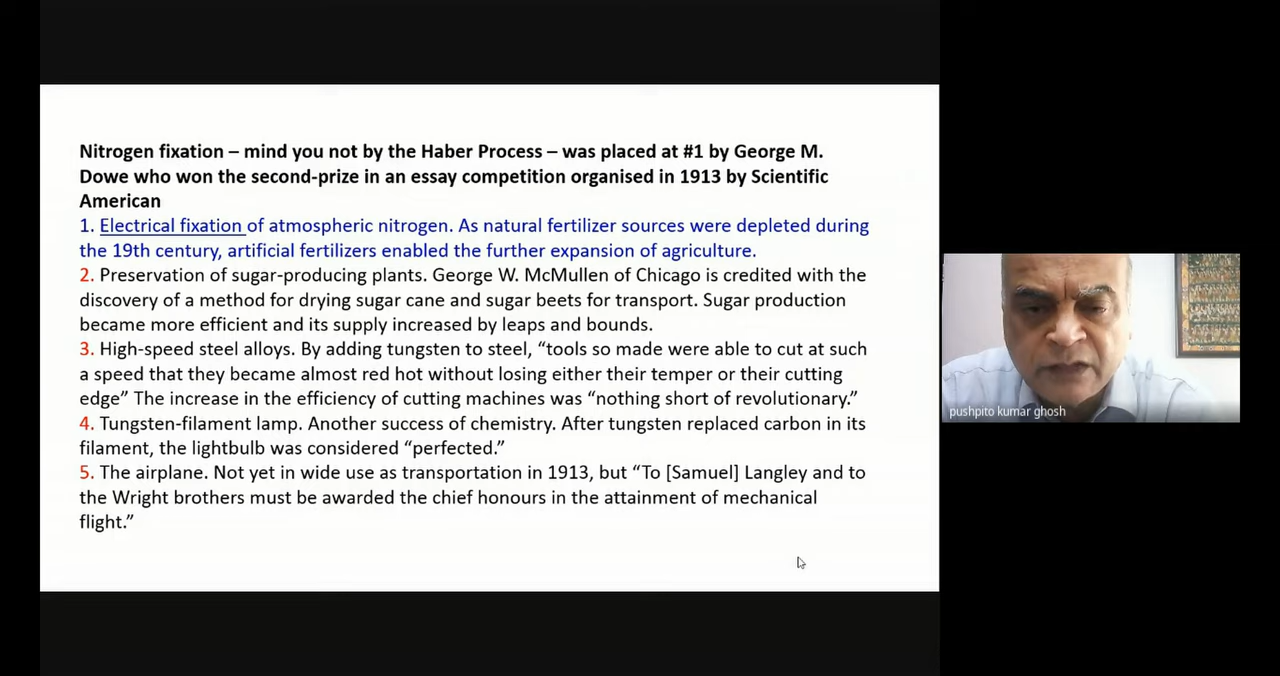 Nitrogen fixation – mind you not by the Haber Process – was placed at #1 by George M.
Dowe who won the second-prize in an essay competition organised in 1913 by Scientific
American
1. Electrical fixation of atmospheric nitrogen. As natural fertilizer sources were depleted during
the 19th century, artificial fertilizers enabled the further expansion of agriculture.
2. Preservation of sugar-producing plants. George W. McMullen of Chicago is credited with the
discovery of a method for drying sugar cane and sugar beets for transport. Sugar production
became more efficient and its supply increased by leaps and bounds.
3. High-speed steel alloys. By adding tungsten to steel, “tools so made were able to cut at such
a speed that they became almost red hot without losing either their temper or their cutting
edge” The increase in the efficiency of cutting machines was “nothing short of revolutionary.”
4. Tungsten-filament lamp. Another success of chemistry. After tungsten replaced carbon in its
filament, the lightbulb was considered “perfected.”
5. The airplane. Not yet in wide use as transportation in 1913, but “To [Samuel] Langley and to
the Wright brothers must be awarded the chief honours in the attainment of mechanical
flight.”
pushpito kumar ghosh